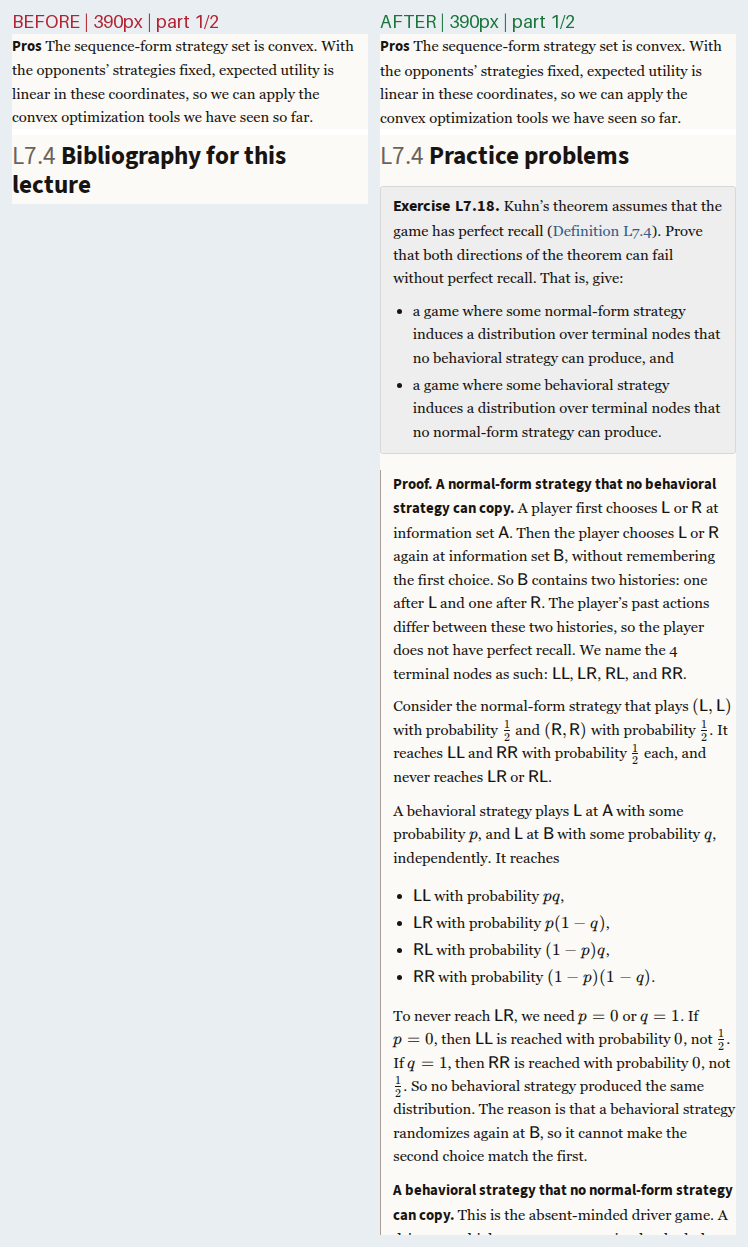 BEFORE | 390px | part 1/2
Pros The sequence-form strategy set is convex. With
the opponents’ strategies fixed, expected utility is
linear in these coordinates, so we can apply the
convex optimization tools we have seen so far.
L7.4 Bibliography for this
lecture
AFTER | 390px | part 1/2
Pros The sequence-form strategy set is convex. With
the opponents’ strategies fixed, expected utility is
linear in these coordinates, so we can apply the
convex optimization tools we have seen so far.
L7.4 Practice problems
Exercise L7.18. Kuhn’s theorem assumes that the
game has perfect recall (Definition L7.4). Prove
that both directions of the theorem can fail
without perfect recall. That is, give:
• a game where some normal-form strategy
induces a distribution over terminal nodes that
no behavioral strategy can produce, and
• a game where some behavioral strategy
induces a distribution over terminal nodes that
no normal-form strategy can produce.
Proof. A normal-form strategy that no behavioral
strategy can copy. A player first chooses L or R at
information set A. Then the player chooses L or R
again at information set B, without remembering
the first choice. So B contains two histories: one
after L and one after R. The player’s past actions
differ between these two histories, so the player
does not have perfect recall. We name the 4
terminal nodes as such: LL, LR, RL, and RR.
Consider the normal-form strategy that plays (L, L)
with probability 1/2 and (R, R) with probability 1/2. It
reaches LL and RR with probability 1/2 each, and
never reaches LR or RL.
A behavioral strategy plays L at A with some
probability p, and L at B with some probability q,
independently. It reaches
• LL with probability pq,
• LR with probability p(1 − q),
• RL with probability (1 − p)q,
• RR with probability (1 − p)(1 − q).
To never reach LR, we need p = 0 or q = 1. If
p = 0, then LL is reached with probability 0, not 1/2.
If q = 1, then RR is reached with probability 0, not
1/2. So no behavioral strategy produced the same
distribution. The reason is that a behavioral strategy
randomizes again at B, so it cannot make the
second choice match the first.
A behavioral strategy that no normal-form strategy
can copy. This is the absent-minded driver game. A